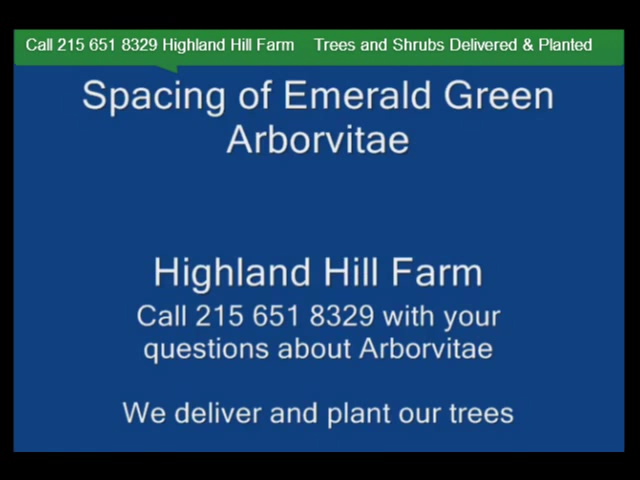 Call 215 651 8329 Highland Hill Farm    Trees and Shrubs Delivered & Planted
Spacing of Emerald Green
Arborvitae
Highland Hill Farm
Call 215 651 8329 with your
questions about Arborvitae
We deliver and plant our trees